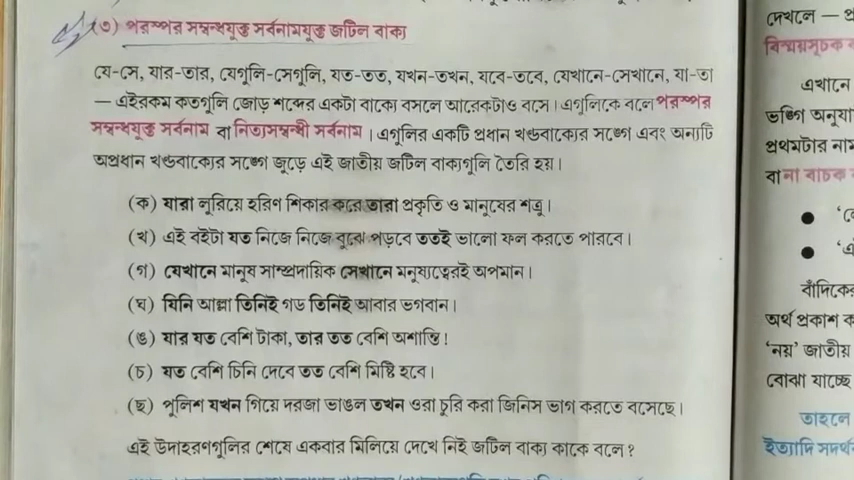 (৩) পরস্পর সম্বন্ধযুক্ত সর্বনামযুক্ত জটিল বাক্য
যে-সে, যার-তার, যেগুলি-সেগুলি, যত-তত, যখন-তখন, যবে-তবে, যেখানে-সেখানে, যা-তা
— এইরকম কতগুলি জোড় শব্দের একটা বাক্যে বসলে আরেকটাও বসে। এগুলিকে বলে পরস্পর
সম্বন্ধযুক্ত সর্বনাম বা নিত্যসম্বন্ধী সর্বনাম। এগুলির একটি প্রধান খণ্ডবাক্যের সঙ্গে এবং অন্যটি
অপ্রধান খণ্ডবাক্যের সঙ্গে জুড়ে এই জাতীয় জটিল বাক্যগুলি তৈরি হয়।
(ক) যারা লুরিয়ে হরিণ শিকার করে তারা প্রকৃতি ও মানুষের শত্রু।
(খ) এই বইটা যত নিজে নিজে বুঝে পড়বে ততই ভালো ফল করতে পারবে।
(গ) যেখানে মানুষ সাম্প্রদায়িক সেখানে মনুষ্যত্বেরই অপমান।
(ঘ) যিনি আল্লা তিনিই গড তিনিই আবার ভগবান।
(ঙ) যার যত বেশি টাকা, তার তত বেশি অশান্তি!
(চ) যত বেশি চিনি দেবে তত বেশি মিষ্টি হবে।
(ছ) পুলিশ যখন গিয়ে দরজা ভাঙল তখন ওরা চুরি করা জিনিস ভাগ করতে বসেছে।
এই উদাহরণগুলির শেষে একবার মিলিয়ে দেখে নিই জটিল বাক্য কাকে বলে?
দেখলে —
বিস্ময়সূচক
এখানে
ভঙ্গি অনুযা
প্রথমটার নাম
বা না বাচক
বাঁদিকের
অর্থ প্রকাশ ক
'নয়' জাতীয়
বোঝা যাচ্ছে
তাহলে
ইত্যাদি সদর্থ